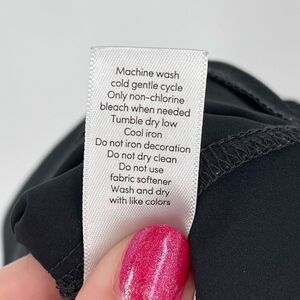 Machine wash
cold gentle cycle
Only non-chlorine
bleach when needed
Tumble dry low
Cool iron
Do not iron decoration
Do not dry clean
Do not use
fabric softener
Wash and dry
with like colors